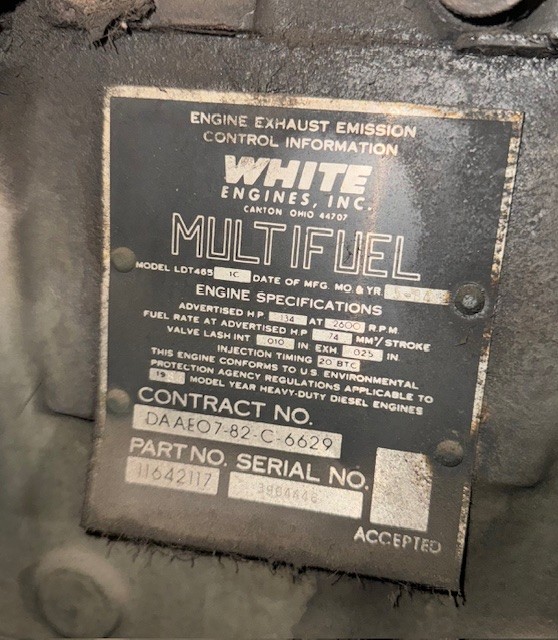 ENGINE EXHAUST EMISSION
CONTROL INFORMATION
WHITE
ENGINES, INC.
CANTON OHIO 44707
MULTIFUEL
MODEL LDT465 1C DATE OF MFG. MO. & YR.
ENGINE SPECIFICATIONS
ADVERTISED H.P. 134 AT 2600 R.P.M
FUEL RATE AT ADVERTISED H.P. 74 MM³/STROKE
VALVE LASH INT 010 IN EXH .025 IN.
INJECTION TIMING 20 BTC
THIS ENGINE CONFORMS TO U.S. ENVIRONMENTAL
PROTECTION AGENCY REGULATIONS APPLICABLE TO
19 MODEL YEAR HEAVY-DUTY DIESEL ENGINES
CONTRACT NO.
DAAE07-82-C-6629
PART NO. SERIAL NO.
11642117
ACCEPTED